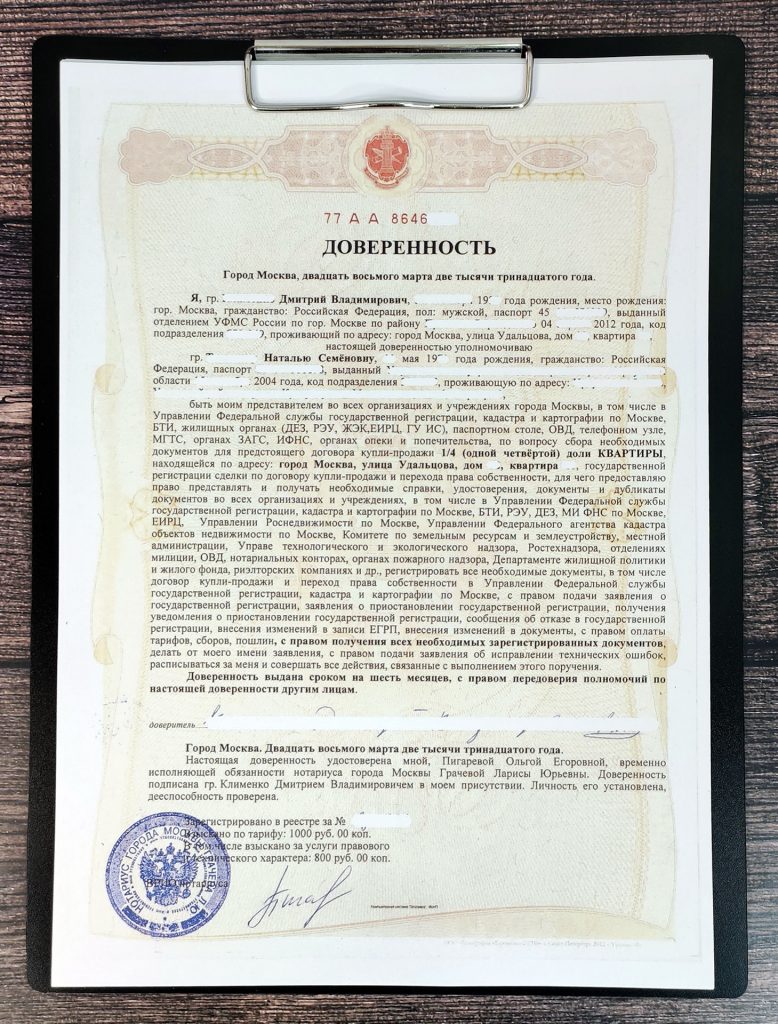 77 А А 8646
ДОВЕРЕННОСТЬ
Город Москва, двадцать восьмого марта две тысячи тринадцатого года.
Я, гр. Дмитрий Владимирович, 19 года рождения, место рождения:
гор. Москва, гражданство: Российская Федерация, пол: мужской, паспорт 45 , выданный
отделением УФМС России по гор. Москве по району 04 2012 года, код
подразделения , проживающий по адресу: город Москва, улица Удальцова, дом , квартира
настоящей доверенностью уполномочиваю
гр. Наталью Семёновну, мая 19 года рождения, гражданство: Российская
Федерация, паспорт , выданный
области 2004 года, код подразделения , проживающую по адресу:
быть моим представителем во всех организациях и учреждениях города Москвы, в том числе в
Управлении Федеральной службы государственной регистрации, кадастра и картографии по Москве,
БТИ, жилищных органах (ДЕЗ, РЭУ, ЖЭК,ЕИРЦ, ГУ ИС), паспортном столе, ОВД, телефонном узле,
МГТС, органах ЗАГС, ИФНС, органах опеки и попечительства, по вопросу сбора необходимых
документов для предстоящего договора купли-продажи 1/4 (одной четвёртой) доли КВАРТИРЫ,
находящейся по адресу: город Москва, улица Удальцова, дом , квартира , государственной
регистрации сделки по договору купли-продажи и перехода права собственности, для чего предоставляю
право представлять и получать необходимые справки, удостоверения, документы и дубликаты
документов во всех организациях и учреждениях, в том числе в Управлении Федеральной службы
государственной регистрации, кадастра и картографии по Москве, БТИ, РЭУ, ДЕЗ, МИ ФНС по Москве,
ЕИРЦ, Управлении Роснедвижимости по Москве, Управлении Федерального агентства кадастра
объектов недвижимости по Москве, Комитете по земельным ресурсам и землеустройству, местной
администрации, Управе технологического и экологического надзора, Ростехнадзора, отделениях
милиции, ОВД, нотариальных конторах, органах пожарного надзора, Департаменте жилищной политики
и жилого фонда, риэлторских компаниях и др., регистрировать все необходимые документы, в том числе
договор купли-продажи и переход права собственности в Управлении Федеральной службы
государственной регистрации, кадастра и картографии по Москве, с правом подачи заявления о
государственной регистрации, заявления о приостановлении государственной регистрации, получения
уведомления о приостановлении государственной регистрации, сообщения об отказе в государственной
регистрации, внесения изменений в записи ЕГРП, внесения изменений в документы, с правом оплаты
тарифов, сборов, пошлин, с правом получения всех необходимых зарегистрированных документов,
делать от моего имени заявления, с правом подачи заявления об исправлении технических ошибок,
расписываться за меня и совершать все действия, связанные с выполнением этого поручения.
Доверенность выдана сроком на шесть месяцев, с правом передоверия полномочий по
настоящей доверенности другим лицам.
доверитель
Город Москва. Двадцать восьмого марта две тысячи тринадцатого года.
Настоящая доверенность удостоверена мной, Пигаревой Ольгой Егоровной, временно
исполняющей обязанности нотариуса города Москвы Грачевой Ларисы Юрьевны. Доверенность
подписана гр. Клименко Дмитрием Владимировичем в моем присутствии. Личность его установлена,
дееспособность проверена.
Зарегистрировано в реестре за №
Взыскано по тарифу: 1000 руб. 00 коп.
В том числе взыскано за услуги правового
и технического характера: 800 руб. 00 коп.
ВРИО нотариуса
НОТАРИУС ГОРОДА МОСКВЫ ГРАЧЕВА Л.Ю.